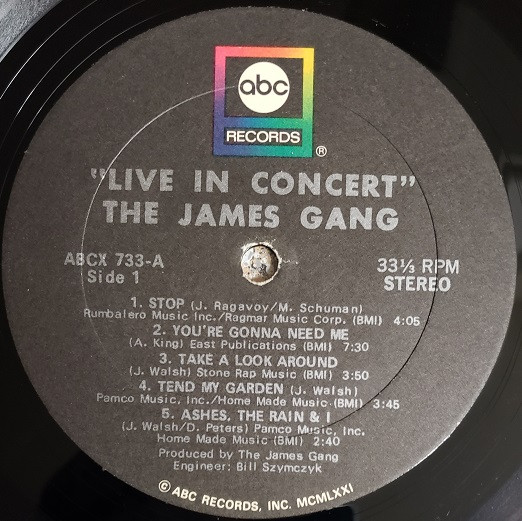 abc
RECORDS
®
"LIVE IN CONCERT"
THE JAMES GANG
ABCX 733-A
Side 1
33⅓ RPM
STEREO
1. STOP (J. Ragavoy/M. Schuman)
Rumbalero Music Inc./Ragmar Music Corp. (BMI) 4:05
2. YOU'RE GONNA NEED ME
(A. King) East Publications (BMI) 7:30
3. TAKE A LOOK AROUND
(J. Walsh) Stone Rap Music (BMI) 3:50
4. TEND MY GARDEN (J. Walsh)
Pamco Music, Inc./Home Made Music (BMI) 3:45
5. ASHES, THE RAIN & I
(J. Walsh/D. Peters) Pamco Music, Inc.
Home Made Music (BMI) 2:40
Produced by The James Gang
Engineer: Bill Szymczyk
© ABC RECORDS, INC. MCMLXXI